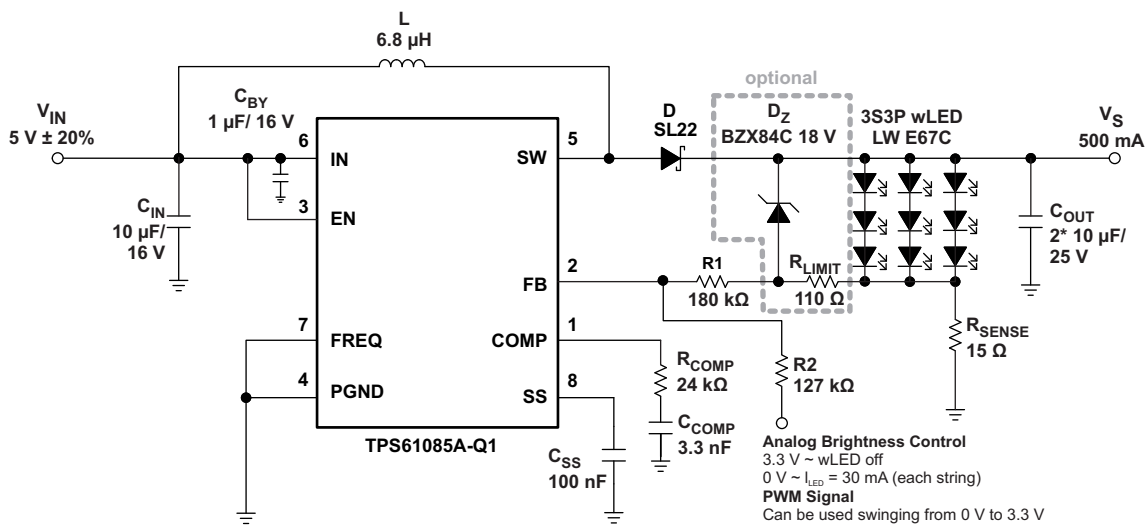 L
6.8 µH
optional
V_IN
5 V ± 20%
C_BY
1 µF/ 16 V
D
SL22
D_Z
BZX84C 18 V
3S3P wLED
LW E67C
V_S
500 mA
6
IN
5
SW
3
EN
C_IN
10 µF/
16 V
C_OUT
2* 10 µF/
25 V
2
FB
R1
180 kΩ
R_LIMIT
110 Ω
7
FREQ
1
COMP
R_SENSE
15 Ω
4
PGND
R_COMP
24 kΩ
R2
127 kΩ
8
SS
C_COMP
3.3 nF
TPS61085A-Q1
C_SS
100 nF
Analog Brightness Control
3.3 V ~ wLED off
0 V ~ I_LED = 30 mA (each string)
PWM Signal
Can be used swinging from 0 V to 3.3 V